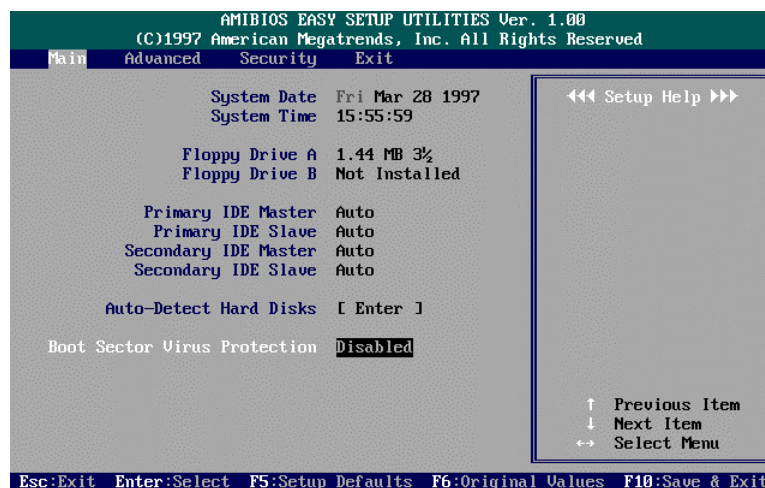 AMIBIOS EASY SETUP UTILITIES Ver. 1.00
(C)1997 American Megatrends, Inc. All Rights Reserved
Main Advanced Security Exit
System Date Fri Mar 28 1997
System Time 15:55:59
Floppy Drive A 1.44 MB 3½
Floppy Drive B Not Installed
Primary IDE Master Auto
Primary IDE Slave Auto
Secondary IDE Master Auto
Secondary IDE Slave Auto
Auto-Detect Hard Disks [ Enter ]
Boot Sector Virus Protection Disabled
◄◄◄ Setup Help ►►►
↑ Previous Item
↓ Next Item
↔ Select Menu
Esc:Exit Enter:Select F5:Setup Defaults F6:Original Values F10:Save & Exit